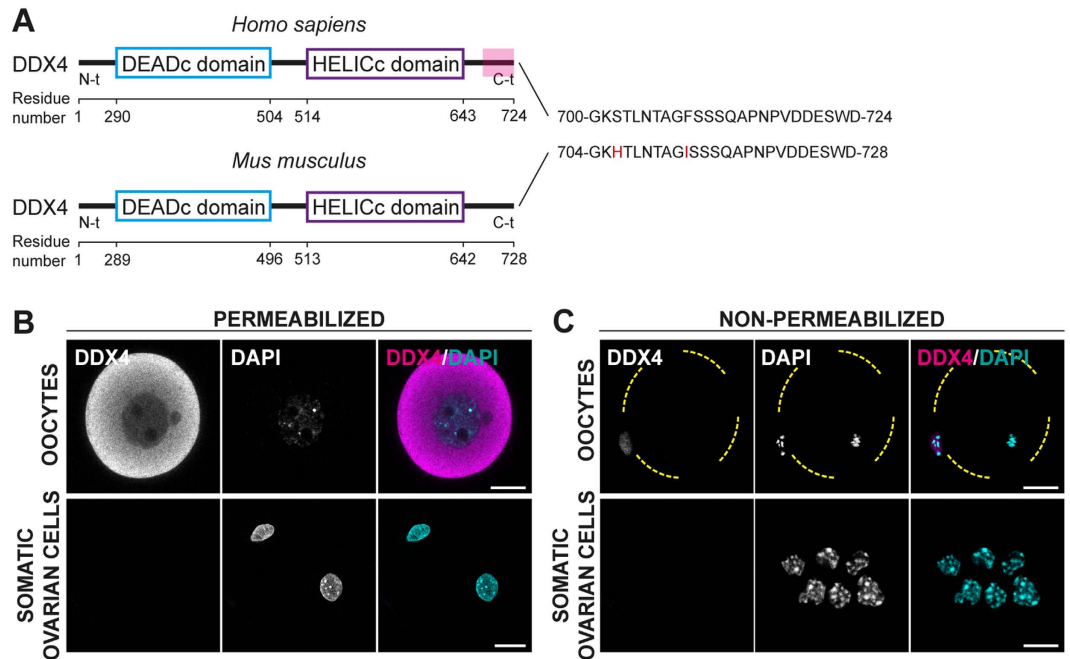 A
Homo sapiens
DDX4
DEADc domain
HELICc domain
N-t
C-t
Residue
number
1 290 504 514 643 724
700-GKSTLNTAGFSSSQAPNPVDDESWD-724
704-GKHTLNTAGISSSQAPNPVDDESWD-728
Mus musculus
DDX4
DEADc domain
HELICc domain
N-t
C-t
Residue
number
1 289 496 513 642 728
B
PERMEABILIZED
OOCYTES
DDX4
DAPI
DDX4/DAPI
SOMATIC
OVARIAN CELLS
C
NON-PERMEABILIZED
OOCYTES
DDX4
DAPI
DDX4/DAPI
SOMATIC
OVARIAN CELLS